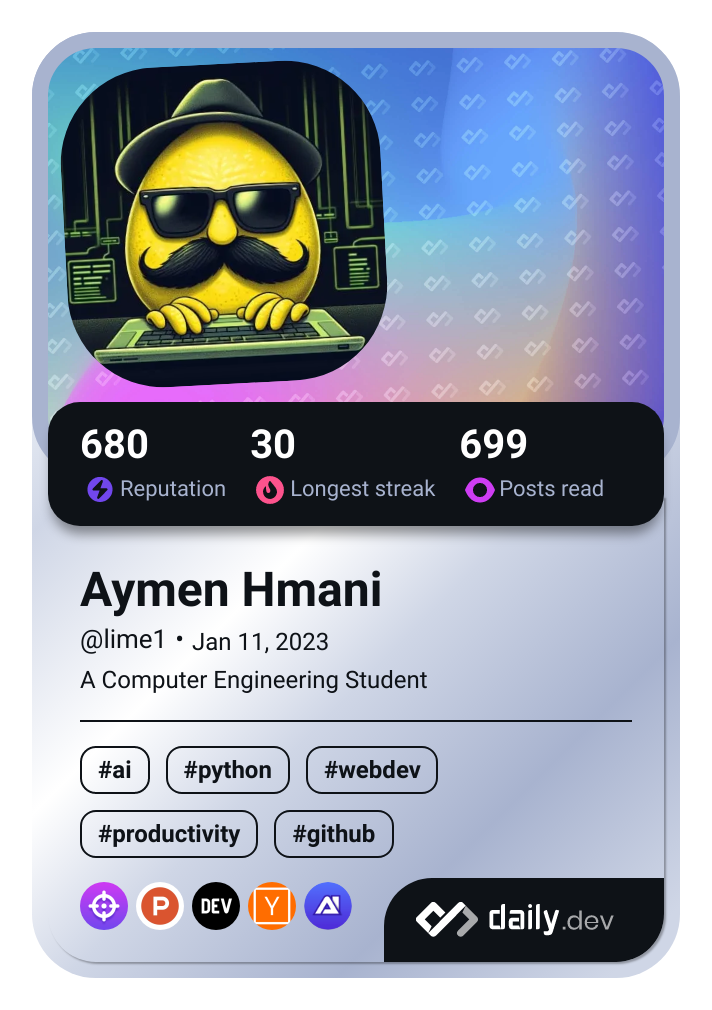 680 30 699
Reputation Longest streak Posts read
Aymen Hmani
@lime1 • Jan 11, 2023
A Computer Engineering Student
#ai #python #webdev
#productivity #github
P DEV Y
daily.dev